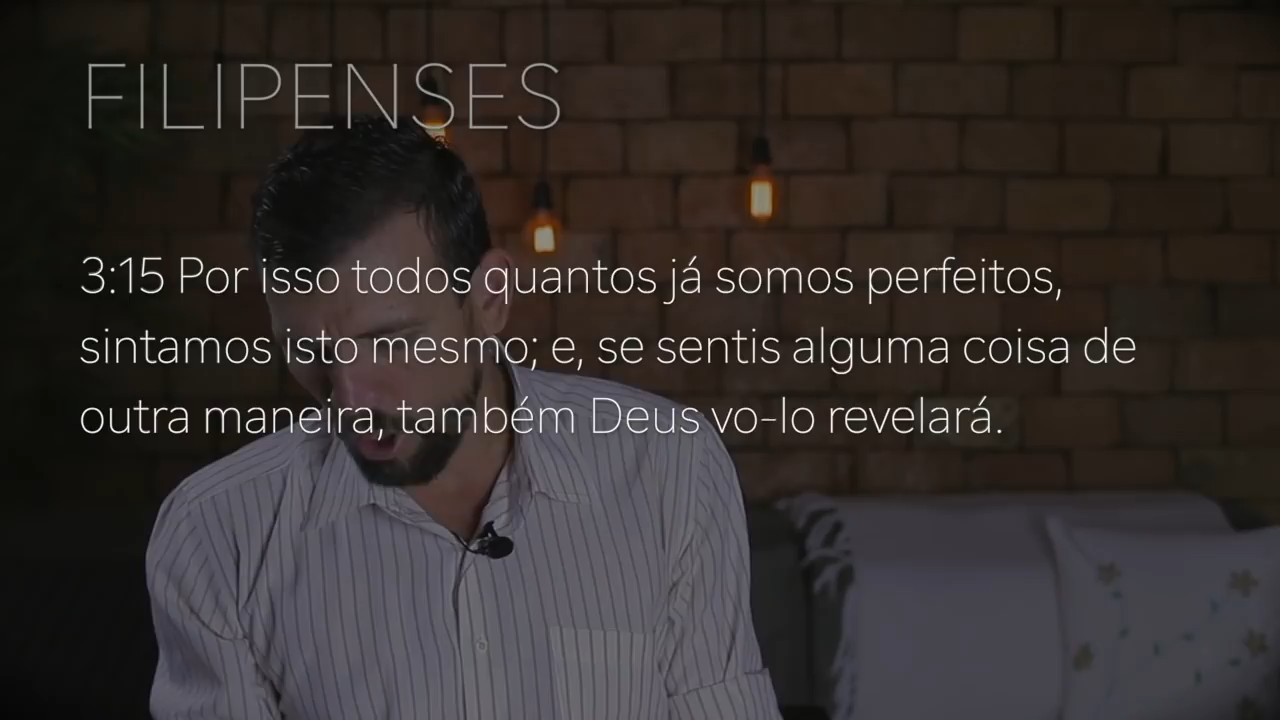 FILIPENSES
3:15 Por isso todos quantos já somos perfeitos,
sintamos isto mesmo; e, se sentis alguma coisa de
outra maneira, também Deus vo-lo revelará.